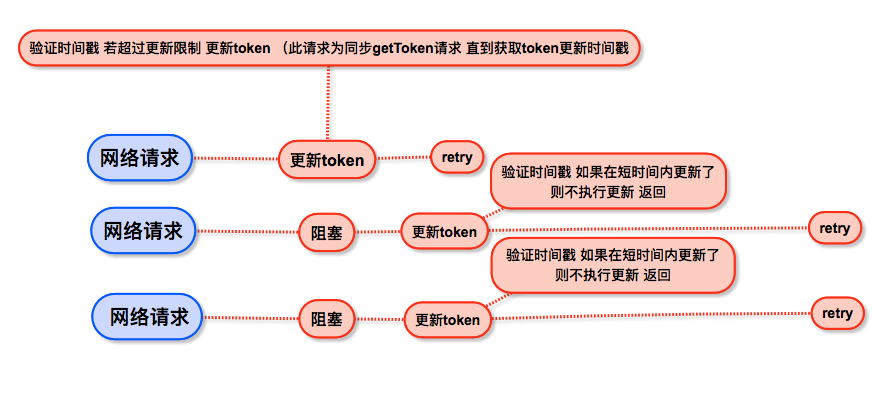 验证时间戳 若超过更新限制 更新token （此请求为同步getToken请求 直到获取token更新时间戳
网络请求
更新token
retry
验证时间戳 如果在短时间内更新了
则不执行更新 返回
网络请求
阻塞
更新token
retry
验证时间戳 如果在短时间内更新了
则不执行更新 返回
网络请求
阻塞
更新token
retry